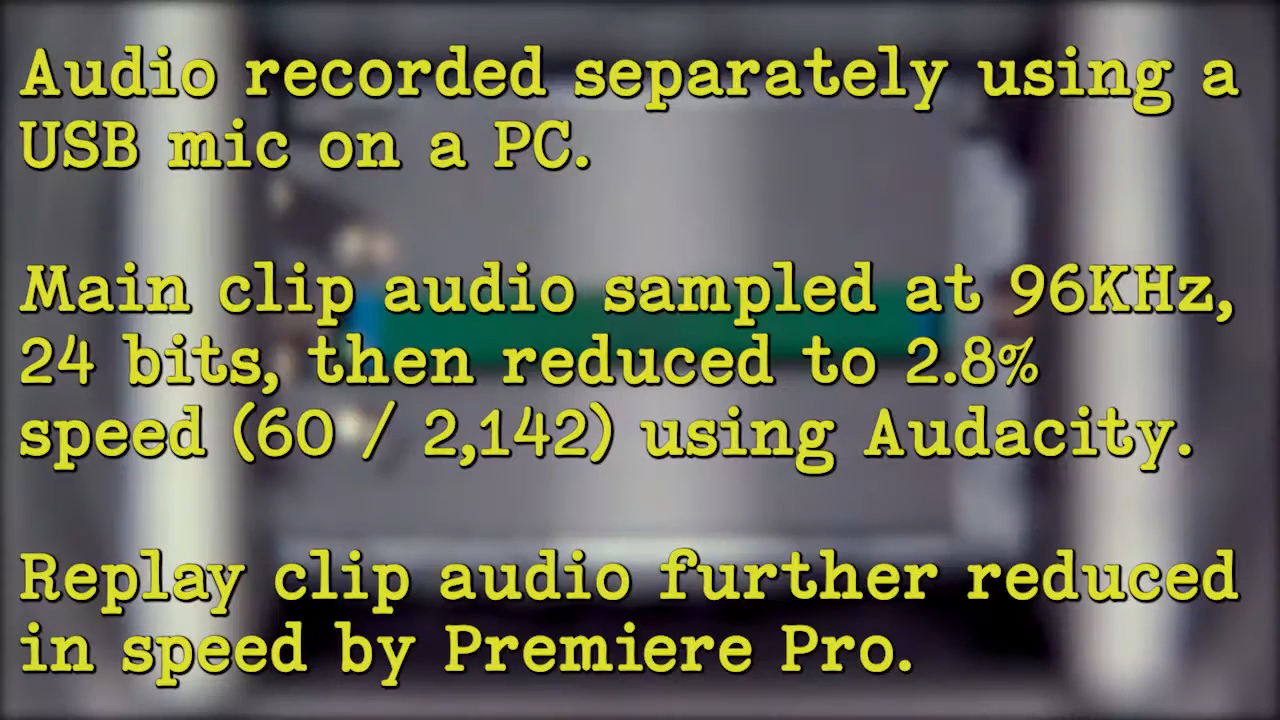 Audio recorded separately using a
USB mic on a PC.
Main clip audio sampled at 96KHz,
24 bits, then reduced to 2.8%
speed (60 / 2,142) using Audacity.
Replay clip audio further reduced
in speed by Premiere Pro.